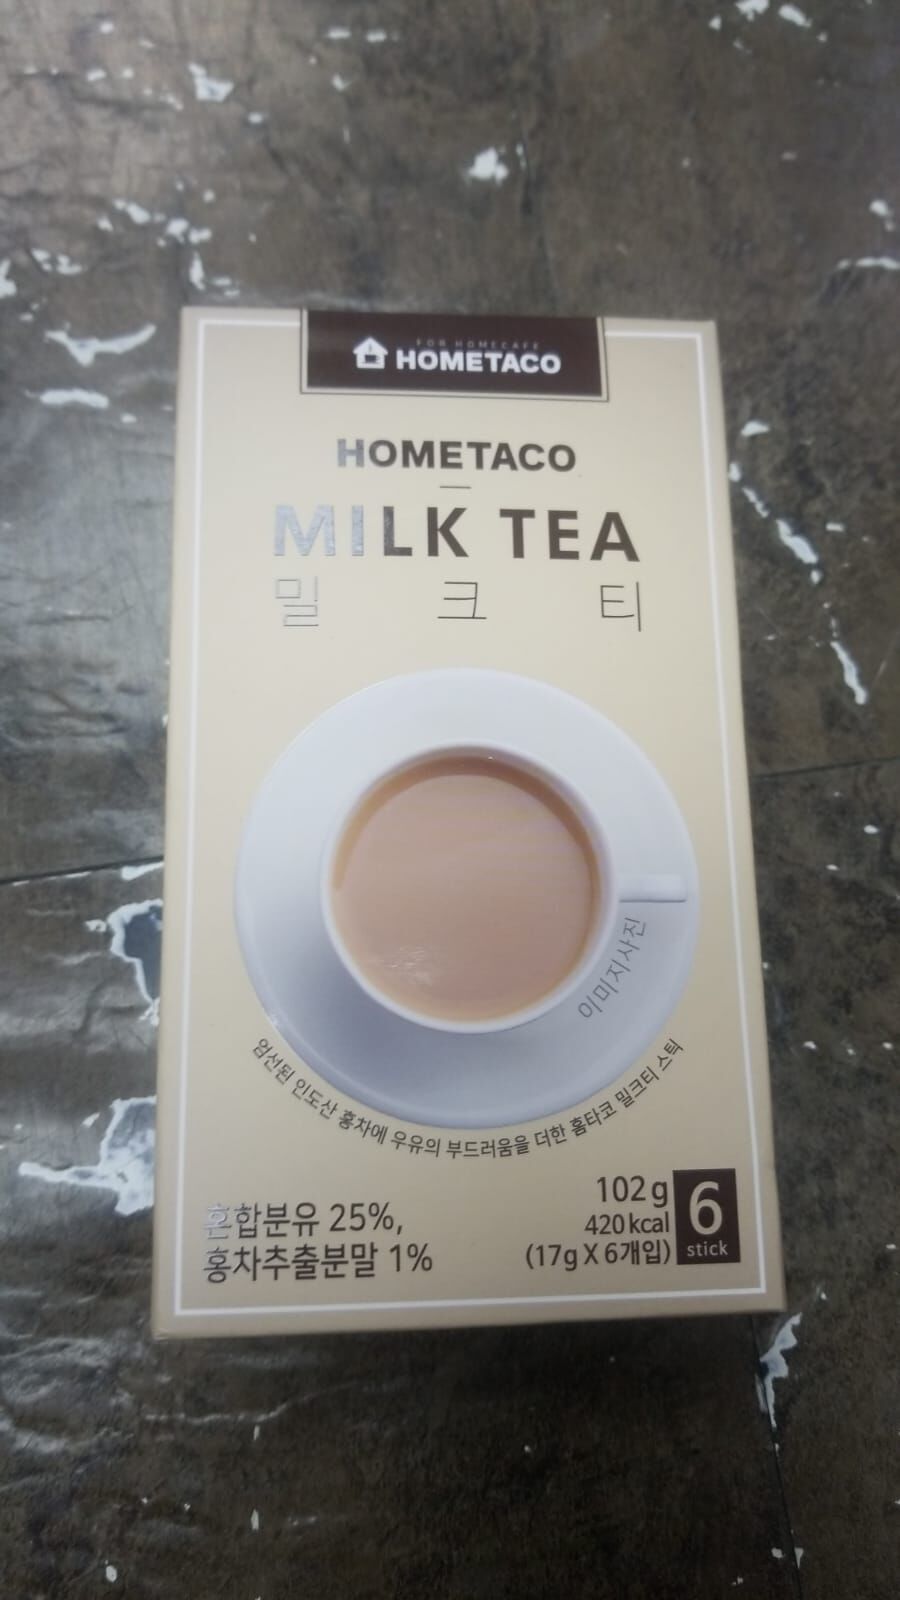 FOR HOMECAFE
HOMETACO
HOMETACO
MILK TEA
밀크티
이미지사진
엄선된 인도산 홍차에 우유의 부드러움을 더한 홈타코 밀크티 스틱
혼합분유 25%,
홍차추출분말 1%
102g
420kcal
(17g X 6개입)
6
stick